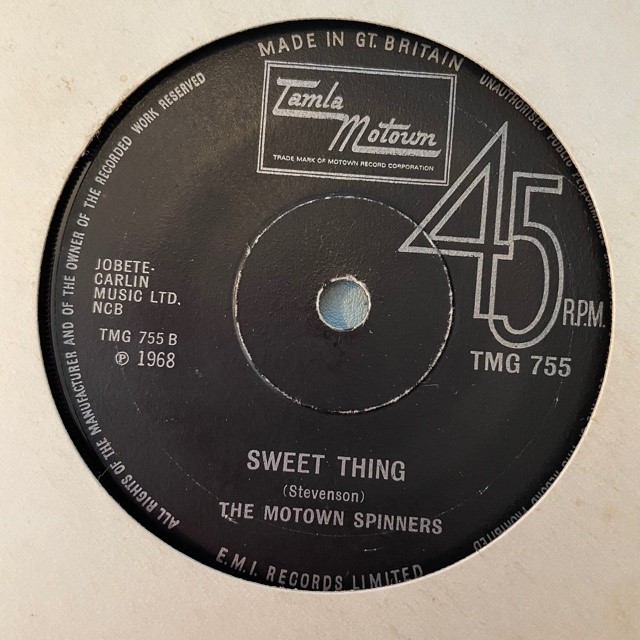 MADE IN GT. BRITAIN
Tamla
Motown
TRADE MARK OF MOTOWN RECORD CORPORATION
45
R.P.M.
TMG 755
JOBETE-
CARLIN
MUSIC LTD.
NCB
TMG 755 B
℗ 1968
SWEET THING
(Stevenson)
THE MOTOWN SPINNERS
E.M.I. RECORDS LIMITED
ALL RIGHTS OF THE MANUFACTURER AND OF THE OWNER OF THE RECORDED WORK RESERVED
UNAUTHORISED PUBLIC PERFORMANCE
PROHIBITED